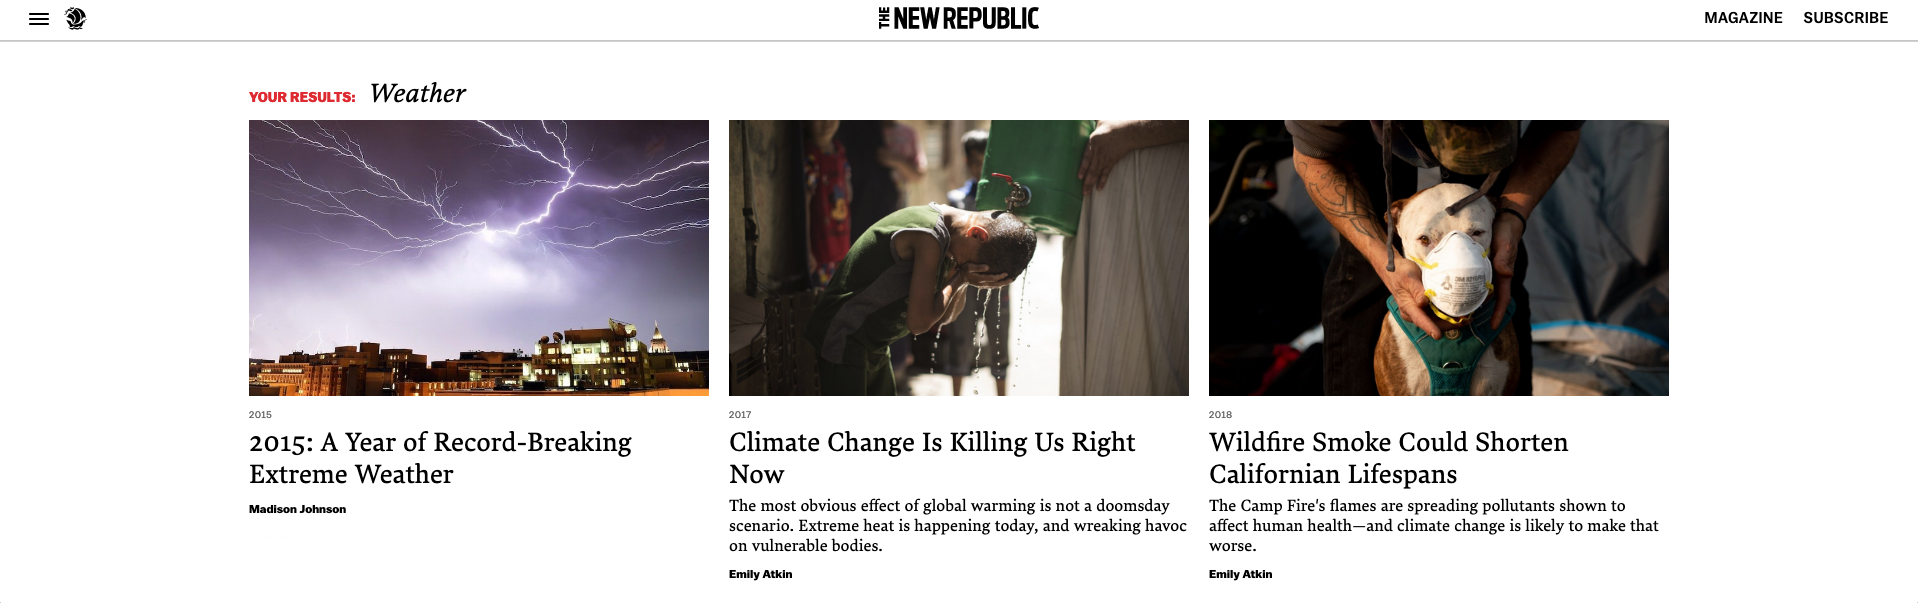 THE NEW REPUBLIC
MAGAZINE SUBSCRIBE
YOUR RESULTS: Weather
2015
2015: A Year of Record-Breaking
Extreme Weather
Madison Johnson
2017
Climate Change Is Killing Us Right
Now
The most obvious effect of global warming is not a doomsday
scenario. Extreme heat is happening today, and wreaking havoc
on vulnerable bodies.
Emily Atkin
2018
Wildfire Smoke Could Shorten
Californian Lifespans
The Camp Fire's flames are spreading pollutants shown to
affect human health—and climate change is likely to make that
worse.
Emily Atkin